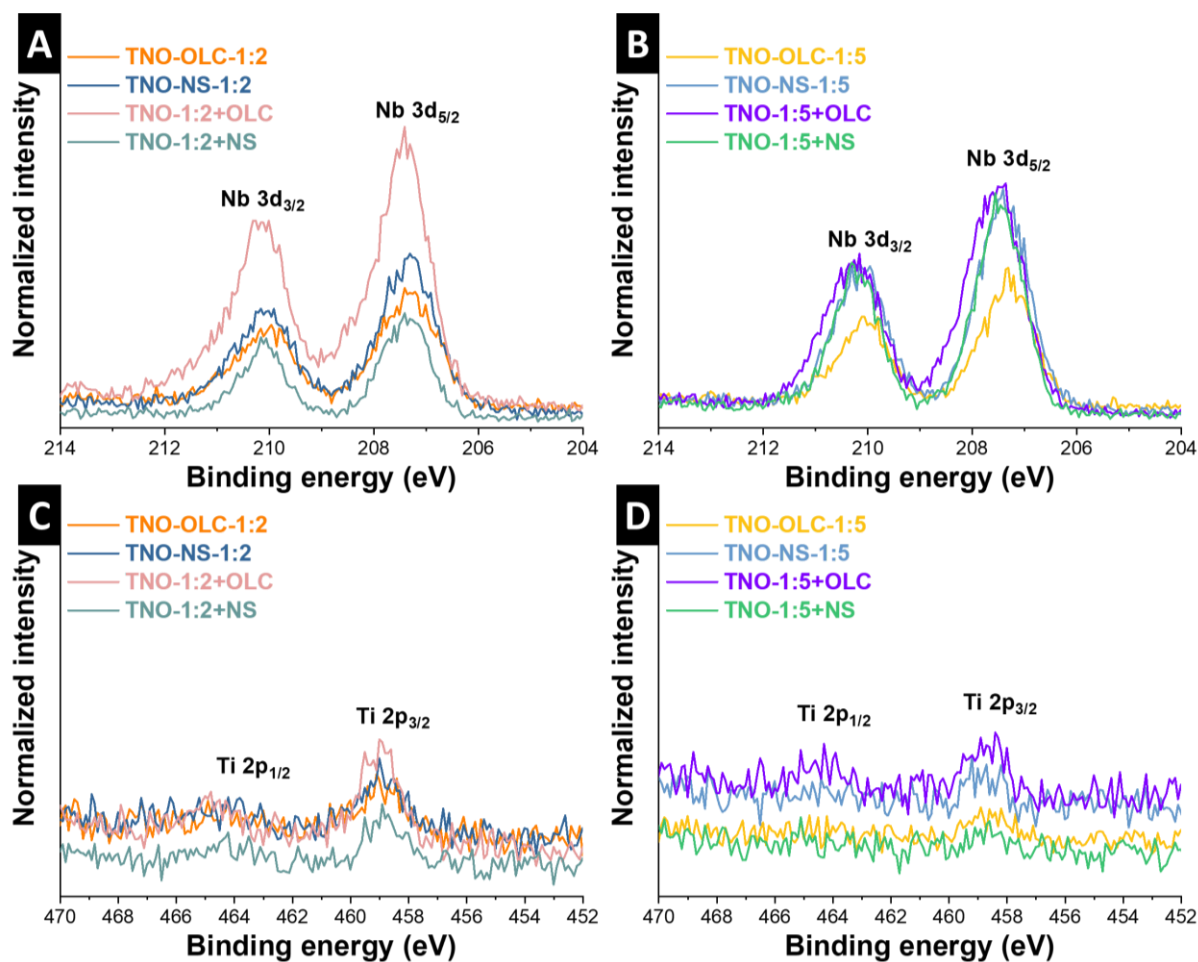 A
TNO-OLC-1:2
TNO-NS-1:2
TNO-1:2+OLC
TNO-1:2+NS
Nb 3d5/2
Nb 3d3/2
Normalized intensity
214 212 210 208 206 204
Binding energy (eV)
B
TNO-OLC-1:5
TNO-NS-1:5
TNO-1:5+OLC
TNO-1:5+NS
Nb 3d5/2
Nb 3d3/2
Normalized intensity
214 212 210 208 206 204
Binding energy (eV)
C
TNO-OLC-1:2
TNO-NS-1:2
TNO-1:2+OLC
TNO-1:2+NS
Ti 2p3/2
Ti 2p1/2
Normalized intensity
470 468 466 464 462 460 458 456 454 452
Binding energy (eV)
D
TNO-OLC-1:5
TNO-NS-1:5
TNO-1:5+OLC
TNO-1:5+NS
Ti 2p3/2
Ti 2p1/2
Normalized intensity
470 468 466 464 462 460 458 456 454 452
Binding energy (eV)